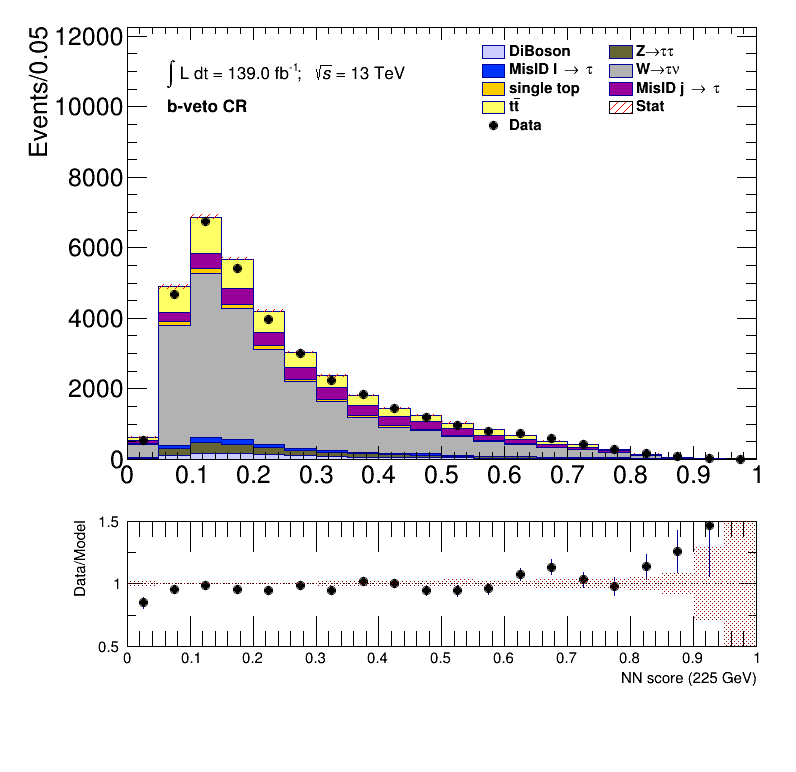 Events/0.05
12000
10000
8000
6000
4000
2000
0
∫ L dt = 139.0 fb⁻¹; √s = 13 TeV
b-veto CR
DiBoson
MisID l → τ
single top
tt̄
Data
Z→ττ
W→τν
MisID j → τ
Stat
0 0.1 0.2 0.3 0.4 0.5 0.6 0.7 0.8 0.9 1
Data/Model
1.5
1
0.5
0 0.1 0.2 0.3 0.4 0.5 0.6 0.7 0.8 0.9 1
NN score (225 GeV)